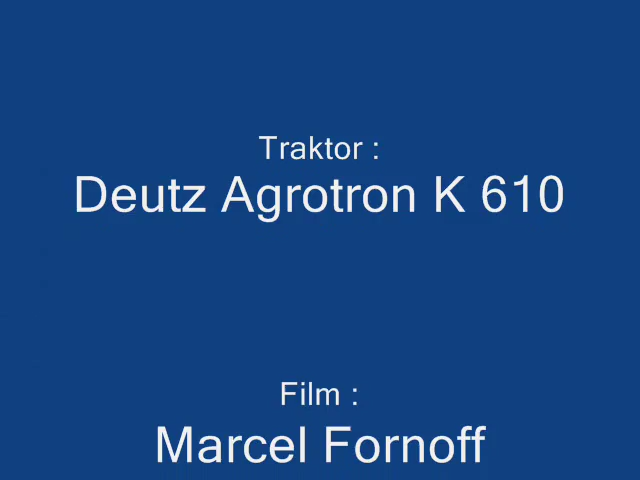 Traktor :
Deutz Agrotron K 610
Film :
Marcel Fornoff